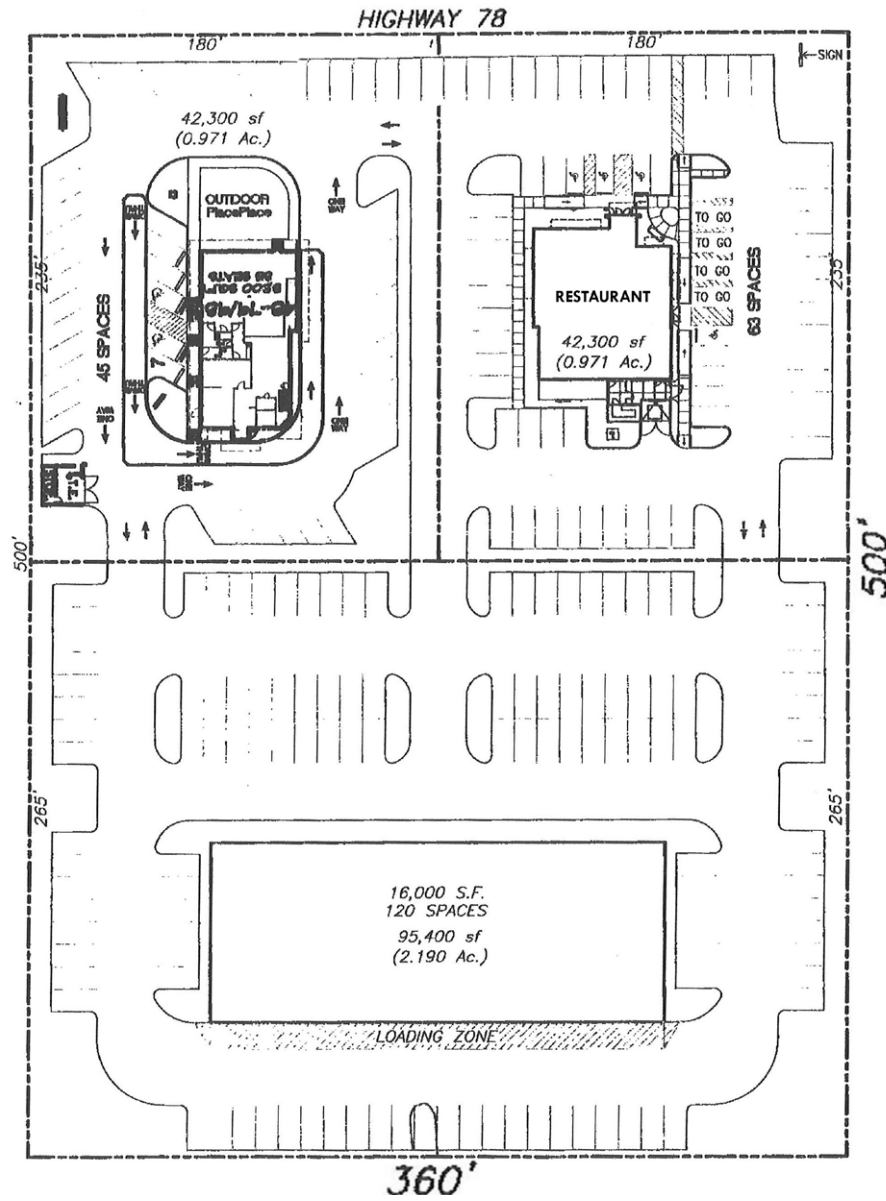 HIGHWAY 78
180'
180'
SIGN
42,300 sf
(0.971 Ac.)
OUTDOOR
PlacePlace
ONE
WAY
TO GO
TO GO
TO GO
TO GO
235'
45 SPACES
RESTAURANT
42,300 sf
(0.971 Ac.)
63 SPACES
235'
ONE
WAY
500'
500'
265'
265'
16,000 S.F.
120 SPACES
95,400 sf
(2.190 Ac.)
LOADING ZONE
360'